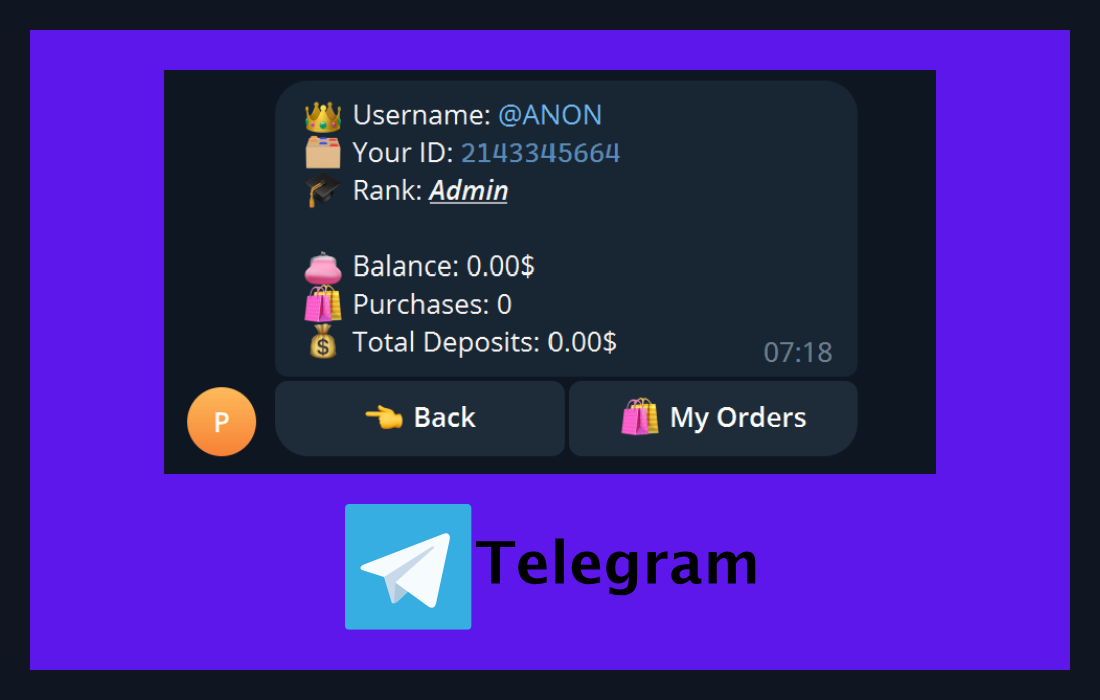 Username: @ANON
Your ID: 2143345664
Rank: Admin
Balance: 0.00$
Purchases: 0
Total Deposits: 0.00$
07:18
P
Back
My Orders
Telegram